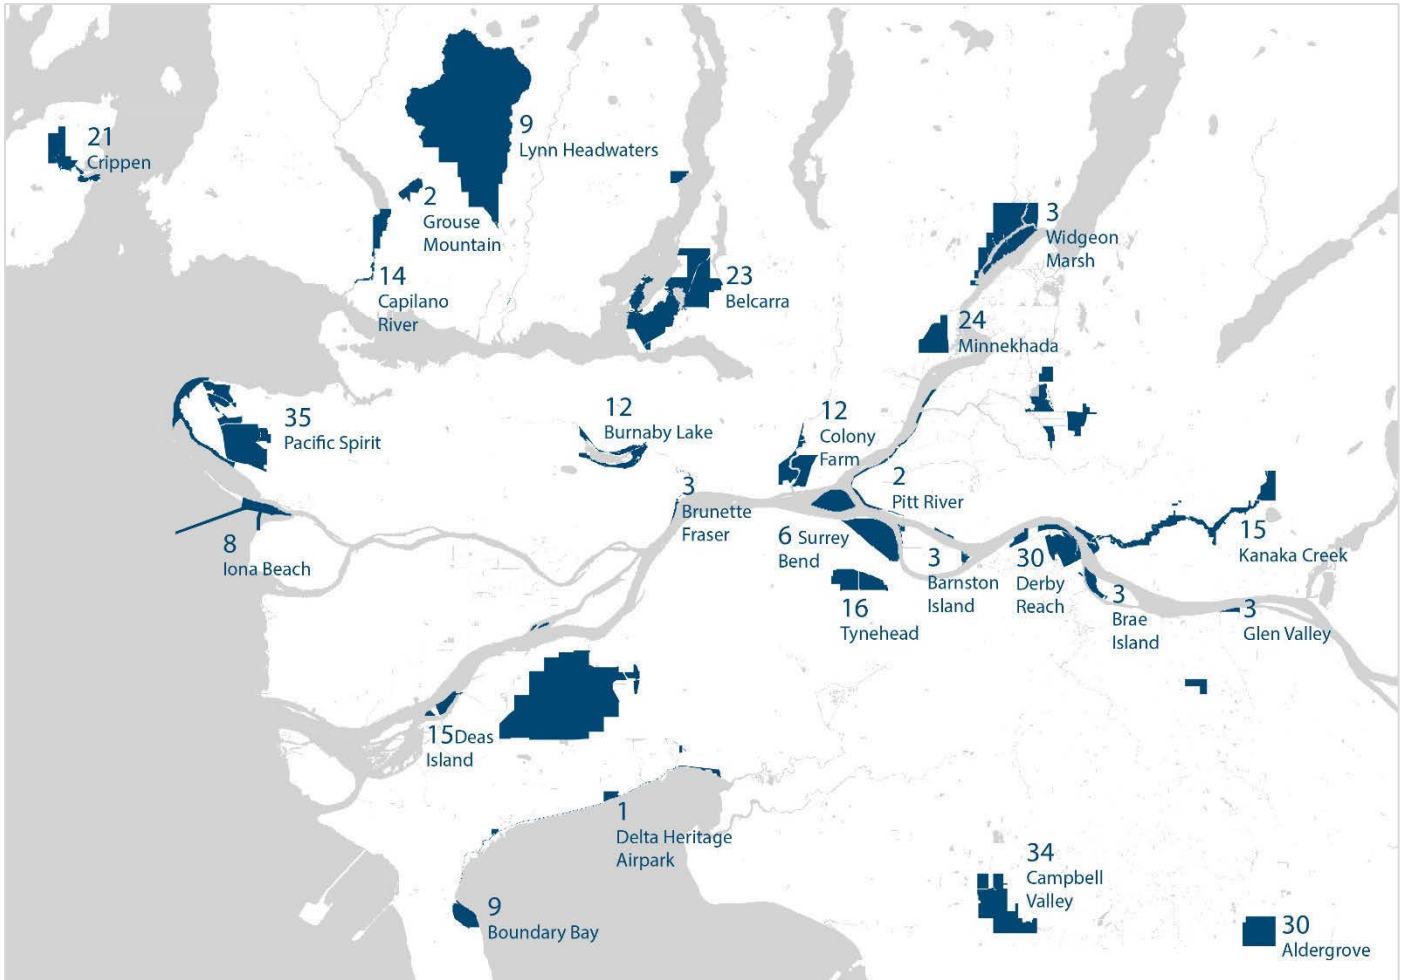 21
Crippen
9
Lynn Headwaters
2
Grouse
Mountain
3
Widgeon
Marsh
14
Capilano
River
23
Belcarra
24
Minnekhada
35
Pacific Spirit
12
Burnaby Lake
12
Colony
Farm
2
Pitt River
3
Brunette
Fraser
8
Iona Beach
6 Surrey
Bend
3
Barnston
Island
30
Derby
Reach
15
Kanaka Creek
16
Tynehead
3
Brae
Island
3
Glen Valley
15Deas
Island
1
Delta Heritage
Airpark
34
Campbell
Valley
9
Boundary Bay
30
Aldergrove